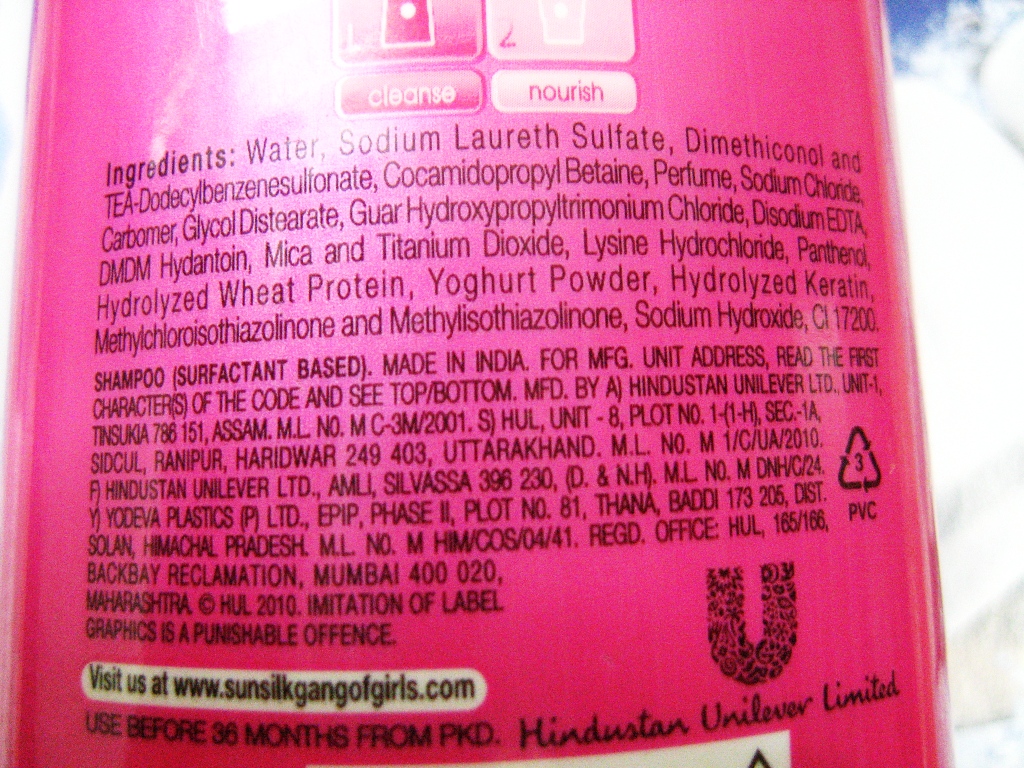 1 2
cleanse nourish
Ingredients: Water, Sodium Laureth Sulfate, Dimethiconol and
TEA-Dodecylbenzenesulfonate, Cocamidopropyl Betaine, Perfume, Sodium Chloride,
Carbomer, Glycol Distearate, Guar Hydroxypropyltrimonium Chloride, Disodium EDTA,
DMDM Hydantoin, Mica and Titanium Dioxide, Lysine Hydrochloride, Panthenol,
Hydrolyzed Wheat Protein, Yoghurt Powder, Hydrolyzed Keratin,
Methylchloroisothiazolinone and Methylisothiazolinone, Sodium Hydroxide, CI 17200.
SHAMPOO (SURFACTANT BASED). MADE IN INDIA. FOR MFG. UNIT ADDRESS, READ THE FIRST
CHARACTER(S) OF THE CODE AND SEE TOP/BOTTOM. MFD. BY A) HINDUSTAN UNILEVER LTD., UNIT-1,
TINSUKIA 786 151, ASSAM. M.L. NO. M C-3M/2001. S) HUL, UNIT - 8, PLOT NO. 1-(1-H), SEC.-1A,
SIDCUL, RANIPUR, HARIDWAR 249 403, UTTARAKHAND. M.L. NO. M 1/C/UA/2010.
F) HINDUSTAN UNILEVER LTD., AMLI, SILVASSA 396 230, (D. & N.H). M.L. NO. M DNH/C/24.
Y) YODEVA PLASTICS (P) LTD., EPIP, PHASE II, PLOT NO. 81, THANA, BADDI 173 205, DIST.
SOLAN, HIMACHAL PRADESH. M.L. NO. M HIM/COS/04/41. REGD. OFFICE: HUL, 165/166,
BACKBAY RECLAMATION, MUMBAI 400 020,
MAHARASHTRA. © HUL 2010. IMITATION OF LABEL
GRAPHICS IS A PUNISHABLE OFFENCE.
3
PVC
Visit us at www.sunsilkgangofgirls.com
USE BEFORE 36 MONTHS FROM PKD.
Hindustan Unilever Limited